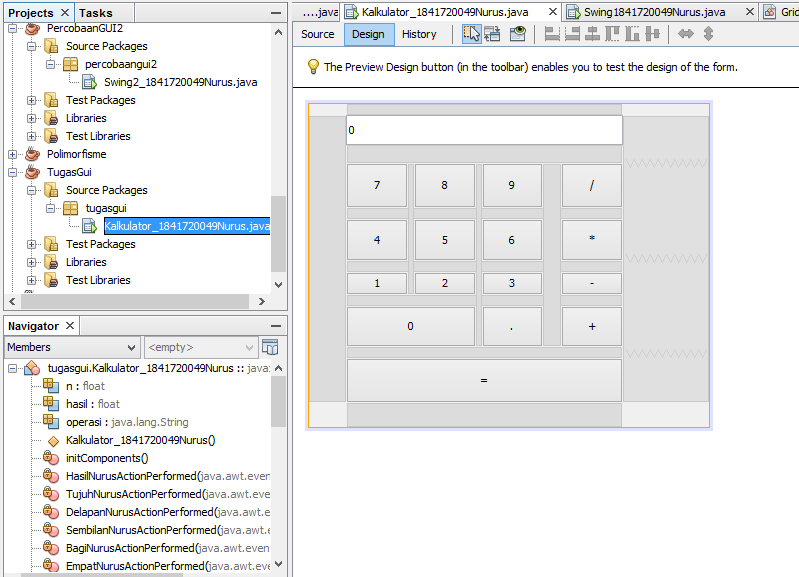 Projects × Tasks
PercobaanGUI2
Source Packages
percobaangui2
Swing2_1841720049Nurus.java
Test Packages
Libraries
Test Libraries
Polimorfisme
TugasGui
Source Packages
tugasgui
Kalkulator_1841720049Nurus.java
Test Packages
Libraries
Test Libraries
Navigator ×
Members <empty>
tugasgui.Kalkulator_1841720049Nurus :: java
n : float
hasil : float
operasi : java.lang.String
Kalkulator_1841720049Nurus()
initComponents()
HasilNurusActionPerformed(java.awt.even
TujuhNurusActionPerformed(java.awt.eve
DelapanNurusActionPerformed(java.awt.e
SembilanNurusActionPerformed(java.awt.
BagiNurusActionPerformed(java.awt.even
EmpatNurusActionPerformed(java.awt.eve
....java Kalkulator_1841720049Nurus.java × Swing1841720049Nurus.java × Grid
Source Design History
The Preview Design button (in the toolbar) enables you to test the design of the form.
0
7 8 9 /
4 5 6 *
1 2 3 -
0 . +
=